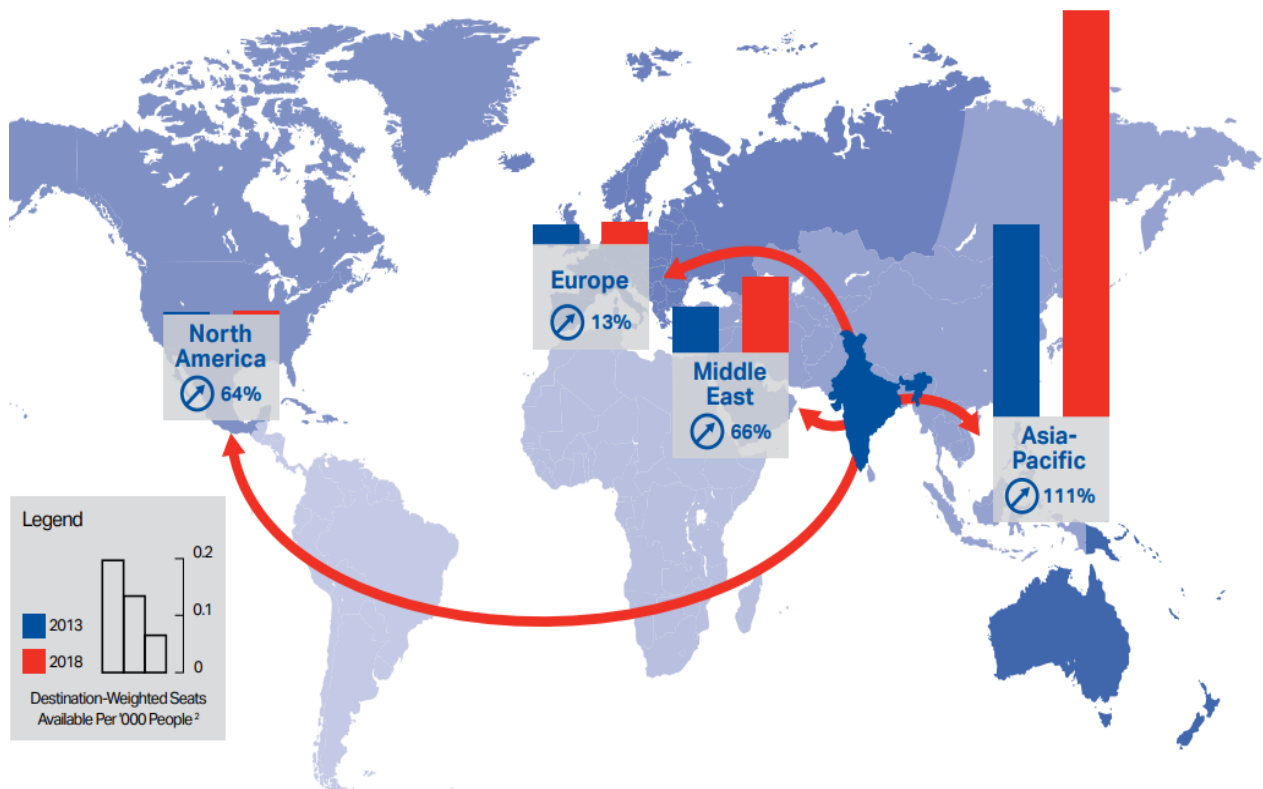 Europe
13%
North
America
64%
Middle
East
66%
Asia-
Pacific
111%
Legend
0.2
0.1
0
2013
2018
Destination-Weighted Seats
Available Per '000 People ²